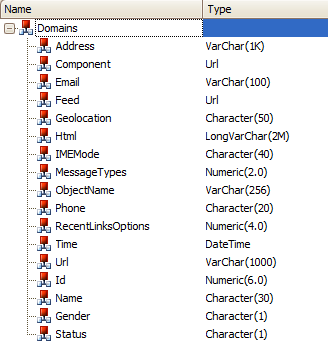 Name Type
Domains
Address VarChar(1K)
Component Url
Email VarChar(100)
Feed Url
Geolocation Character(50)
Html LongVarChar(2M)
IMEMode Character(40)
MessageTypes Numeric(2.0)
ObjectName VarChar(256)
Phone Character(20)
RecentLinksOptions Numeric(4.0)
Time DateTime
Url VarChar(1000)
Id Numeric(6.0)
Name Character(30)
Gender Character(1)
Status Character(1)